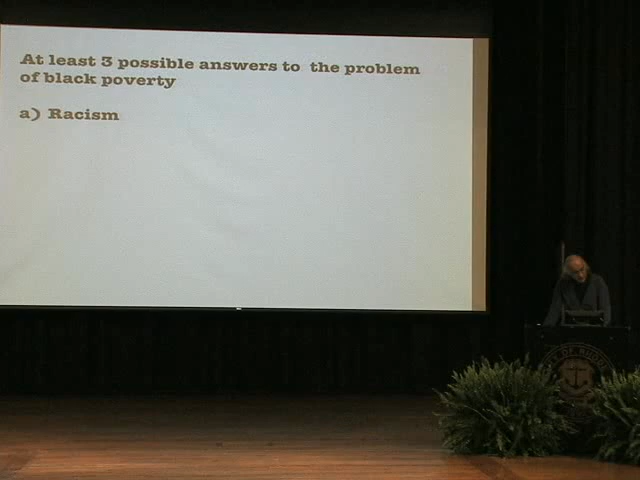 At least 3 possible answers to the problem
of black poverty
a) Racism